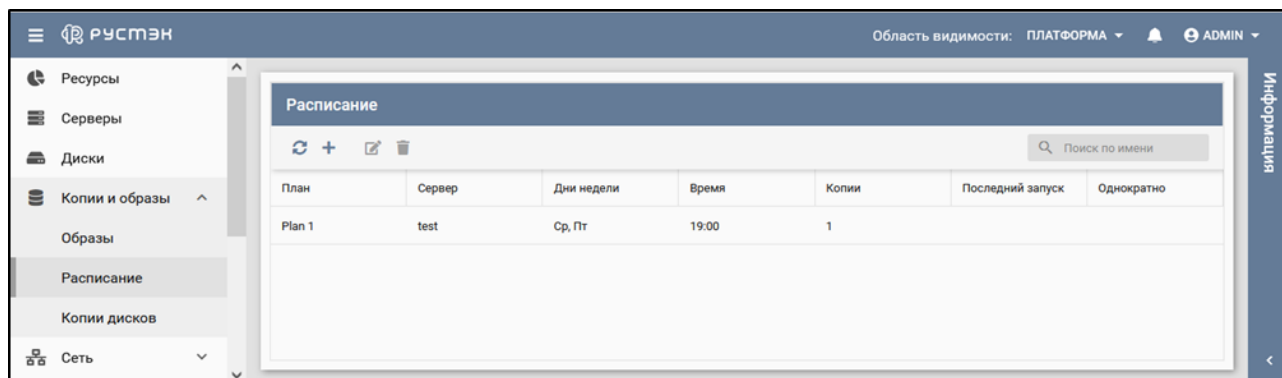 РУСТЭК
Область видимости: ПЛАТФОРМА
ADMIN
Ресурсы
Серверы
Диски
Копии и образы
Образы
Расписание
Копии дисков
Сеть
Расписание
Поиск по имени
План Сервер Дни недели Время Копии Последний запуск Однократно
Plan 1 test Ср, Пт 19:00 1
Информация